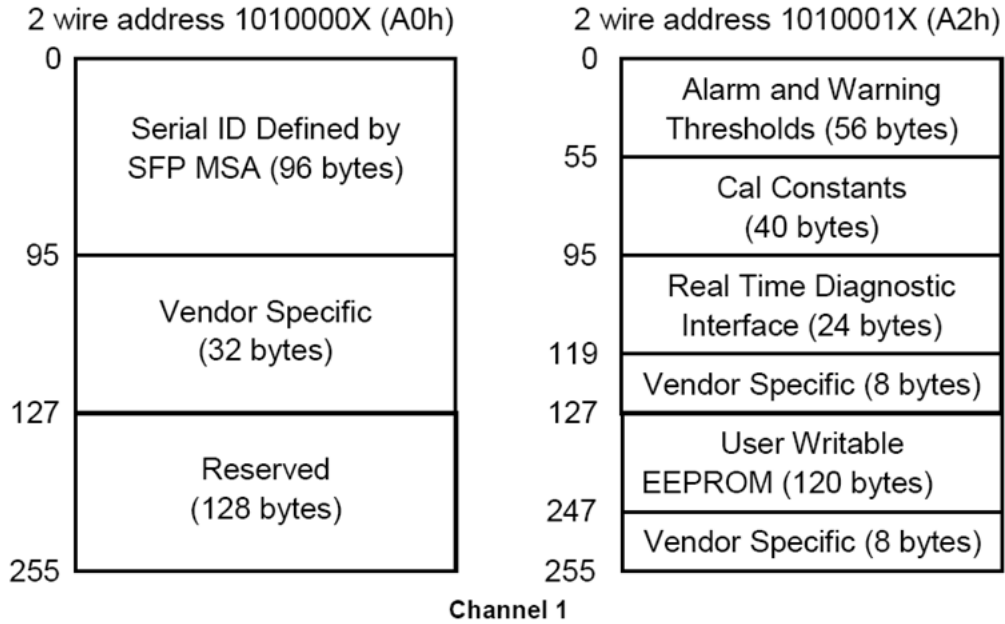 2 wire address 1010000X (A0h)
0
Serial ID Defined by
SFP MSA (96 bytes)
95
Vendor Specific
(32 bytes)
127
Reserved
(128 bytes)
255
2 wire address 1010001X (A2h)
0
Alarm and Warning
Thresholds (56 bytes)
55
Cal Constants
(40 bytes)
95
Real Time Diagnostic
Interface (24 bytes)
119
Vendor Specific (8 bytes)
127
User Writable
EEPROM (120 bytes)
247
Vendor Specific (8 bytes)
255
Channel 1